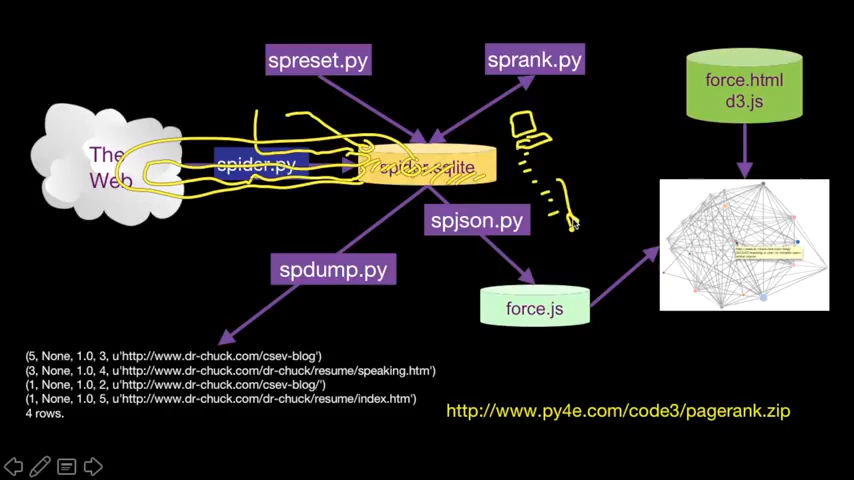 spreset.py
sprank.py
force.html
d3.js
The
Web
spider.py
spider.sqlite
spjson.py
spdump.py
force.js
(5, None, 1.0, 3, u'http://www.dr-chuck.com/csev-blog')
(3, None, 1.0, 4, u'http://www.dr-chuck.com/dr-chuck/resume/speaking.htm')
(1, None, 1.0, 2, u'http://www.dr-chuck.com/csev-blog/')
(1, None, 1.0, 5, u'http://www.dr-chuck.com/dr-chuck/resume/index.htm')
4 rows.
http://www.py4e.com/code3/pagerank.zip